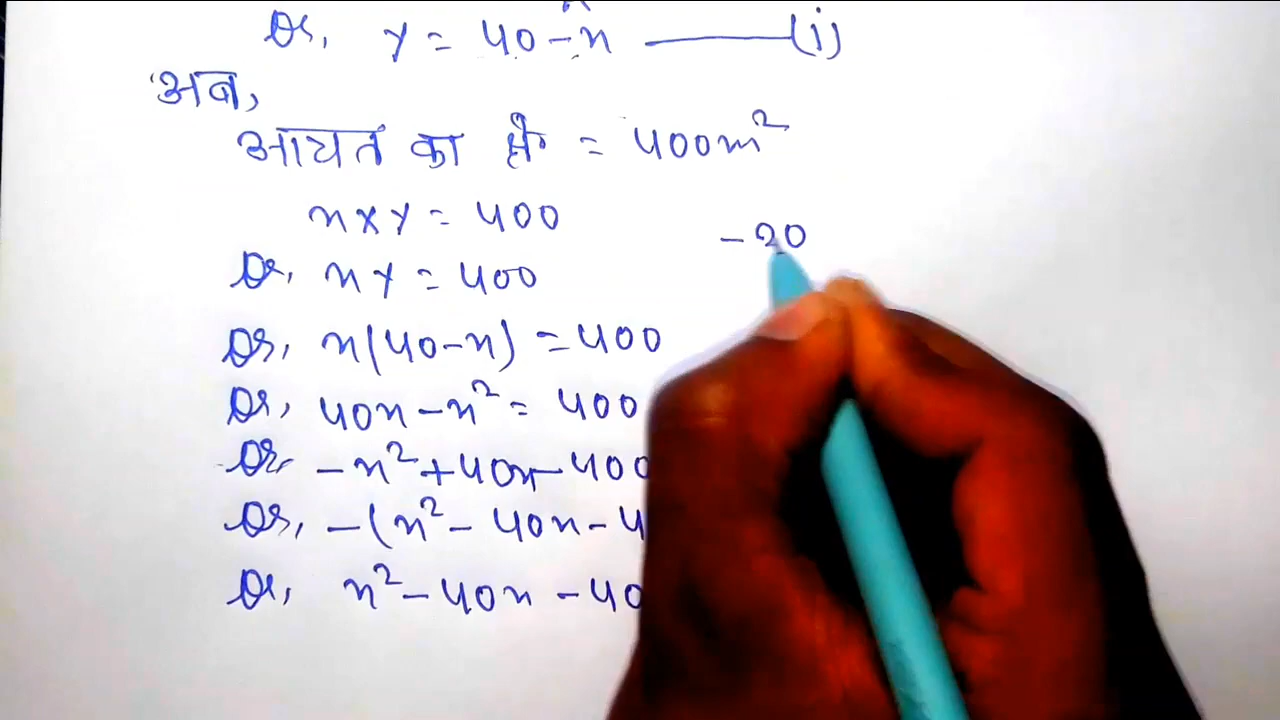 Or, y = 40 - x ———(i)
अब,
आयत का क्षे० = 400m²
x × y = 400
-20
Or, xy = 400
Or, x(40-x) = 400
Or, 40x - x² = 400
Or, -x² + 40x - 400
Or, -(x² - 40x - 4
Or, x² - 40x - 40